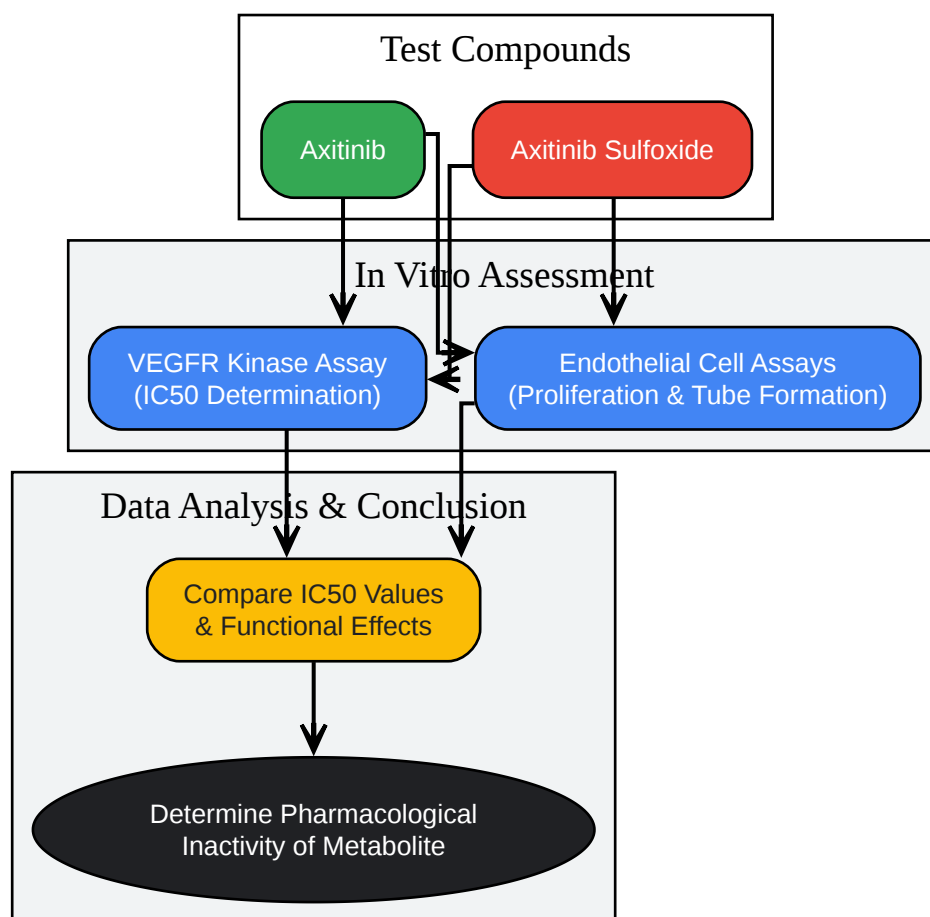 Test Compounds
Axitinib
Axitinib Sulfoxide
In Vitro Assessment
VEGFR Kinase Assay
(IC50 Determination)
Endothelial Cell Assays
(Proliferation & Tube Formation)
Data Analysis & Conclusion
Compare IC50 Values
& Functional Effects
Determine Pharmacological
Inactivity of Metabolite